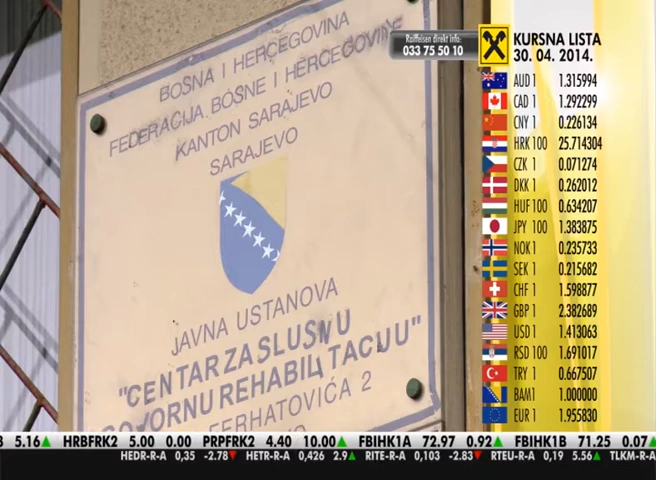 BOSNA I HERCEGOVINA
FEDERACIJA BOSNE I HERCEGOVINE
KANTON SARAJEVO
SARAJEVO
JAVNA USTANOVA
"CENTAR ZA SLUŠNU
GOVORNU REHABILITACIJU"
FERHATOVIĆA 2
Raiffeisen direkt info:
033 75 50 10
KURSNA LISTA
30. 04. 2014.
AUD 1 1.315994
CAD 1 1.292299
CNY 1 0.226134
HRK 100 25.714304
CZK 1 0.071274
DKK 1 0.262012
HUF 100 0.634207
JPY 100 1.383875
NOK 1 0.235733
SEK 1 0.215682
CHF 1 1.598877
GBP 1 2.382689
USD 1 1.413063
RSD 100 1.691017
TRY 1 0.667507
BAM 1 1.000000
EUR 1 1.955830
3 5.16 HRBFRK2 5.00 0.00 PRPFRK2 4.40 10.00 FBIHK1A 72.97 0.92 FBIHK1B 71.25 0.07
HEDR-R-A 0,35 -2.78 HETR-R-A 0,426 2.9 RITE-R-A 0,103 -2.83 RTEU-R-A 0,19 5.56 TLKM-R-A